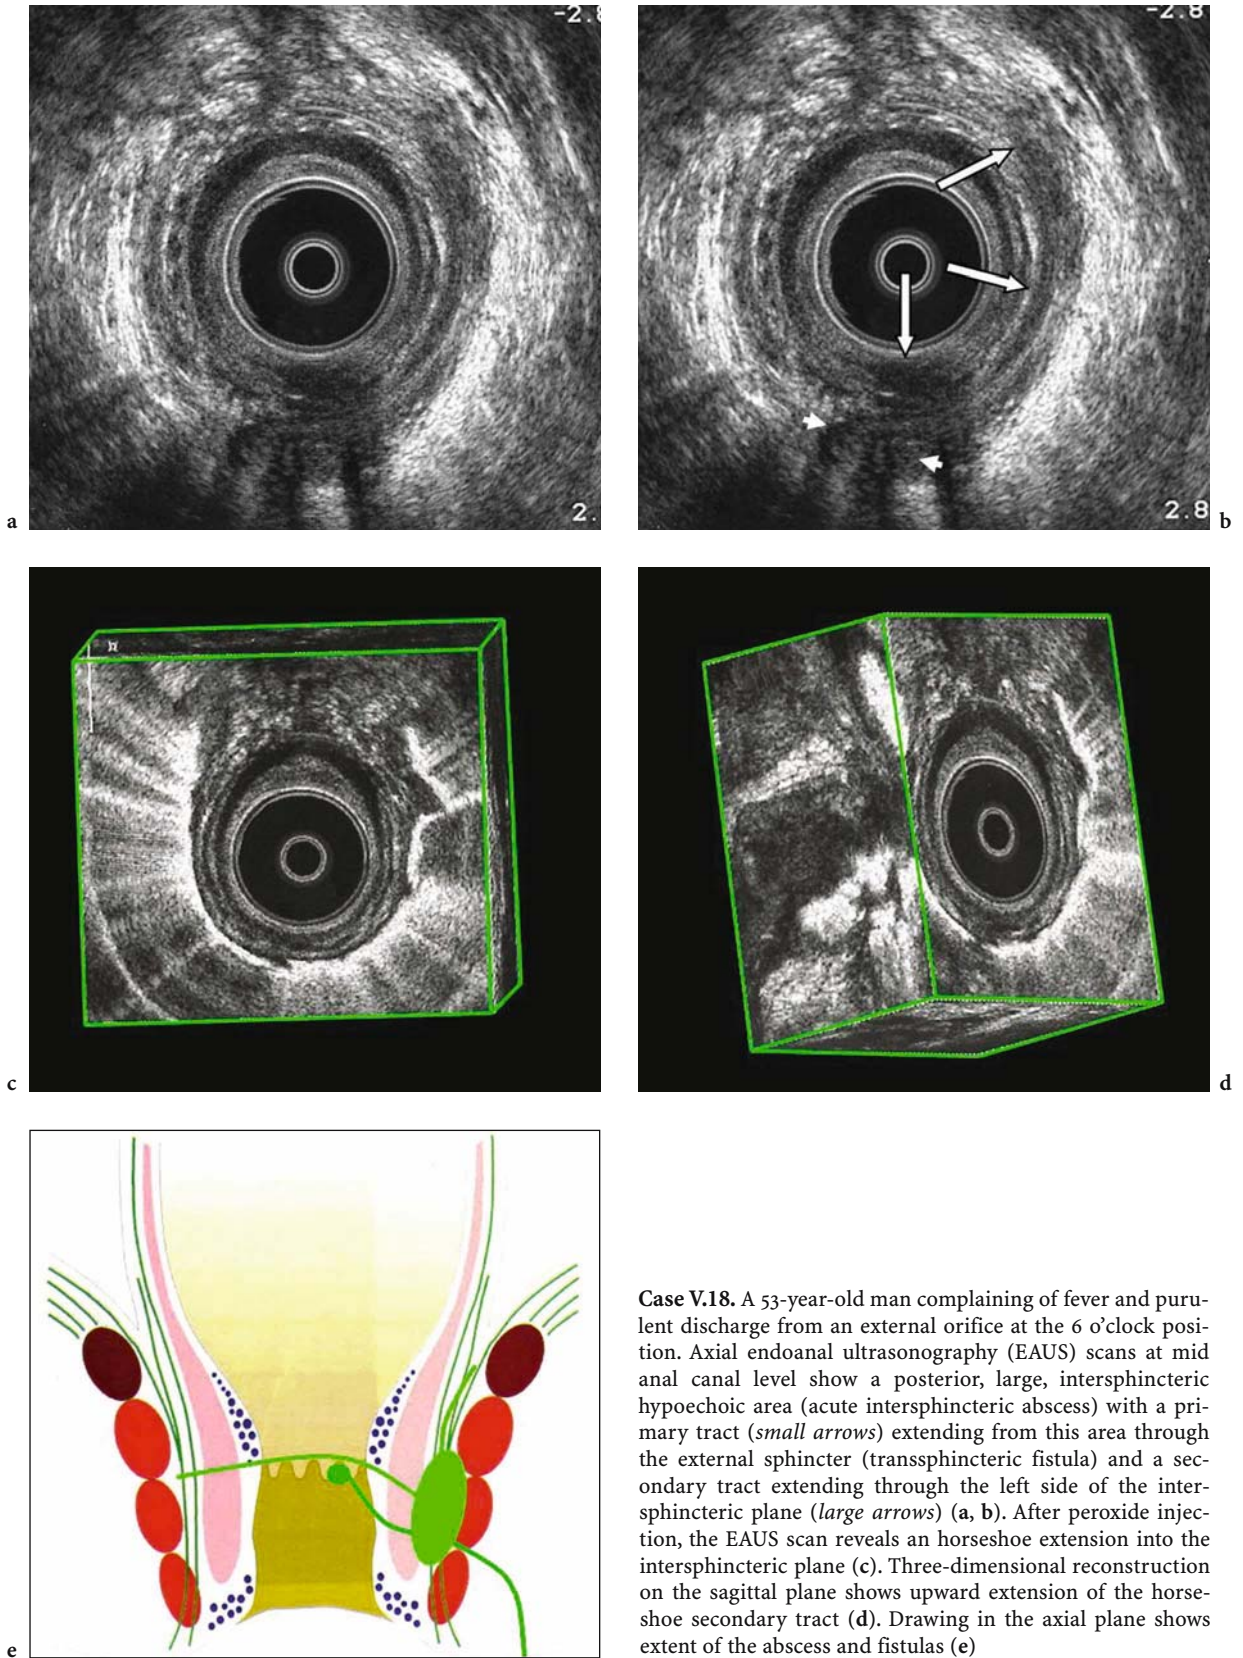 -2.8
-2.8
2.
2.8
a
b
c
d
e
Case V.18. A 53-year-old man complaining of fever and puru-
lent discharge from an external orifice at the 6 o'clock posi-
tion. Axial endoanal ultrasonography (EAUS) scans at mid
anal canal level show a posterior, large, intersphincteric
hypoechoic area (acute intersphincteric abscess) with a pri-
mary tract (small arrows) extending from this area through
the external sphincter (transsphincteric fistula) and a sec-
ondary tract extending through the left side of the inter-
sphincteric plane (large arrows) (a, b). After peroxide injec-
tion, the EAUS scan reveals an horseshoe extension into the
intersphincteric plane (c). Three-dimensional reconstruction
on the sagittal plane shows upward extension of the horse-
shoe secondary tract (d). Drawing in the axial plane shows
extent of the abscess and fistulas (e)